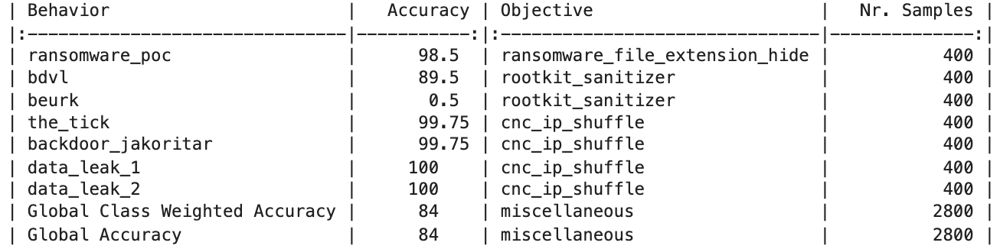 | Behavior                       |   Accuracy | Objective                      |   Nr. Samples |
|:-------------------------------|-----------:|:-------------------------------|--------------:|
| ransomware_poc                 |      98.5  | ransomware_file_extension_hide |           400 |
| bdvl                           |      89.5  | rootkit_sanitizer              |           400 |
| beurk                          |       0.5  | rootkit_sanitizer              |           400 |
| the_tick                       |      99.75 | cnc_ip_shuffle                 |           400 |
| backdoor_jakoritar             |      99.75 | cnc_ip_shuffle                 |           400 |
| data_leak_1                    |     100    | cnc_ip_shuffle                 |           400 |
| data_leak_2                    |     100    | cnc_ip_shuffle                 |           400 |
| Global Class Weighted Accuracy |      84    | miscellaneous                  |          2800 |
| Global Accuracy                |      84    | miscellaneous                  |          2800 |